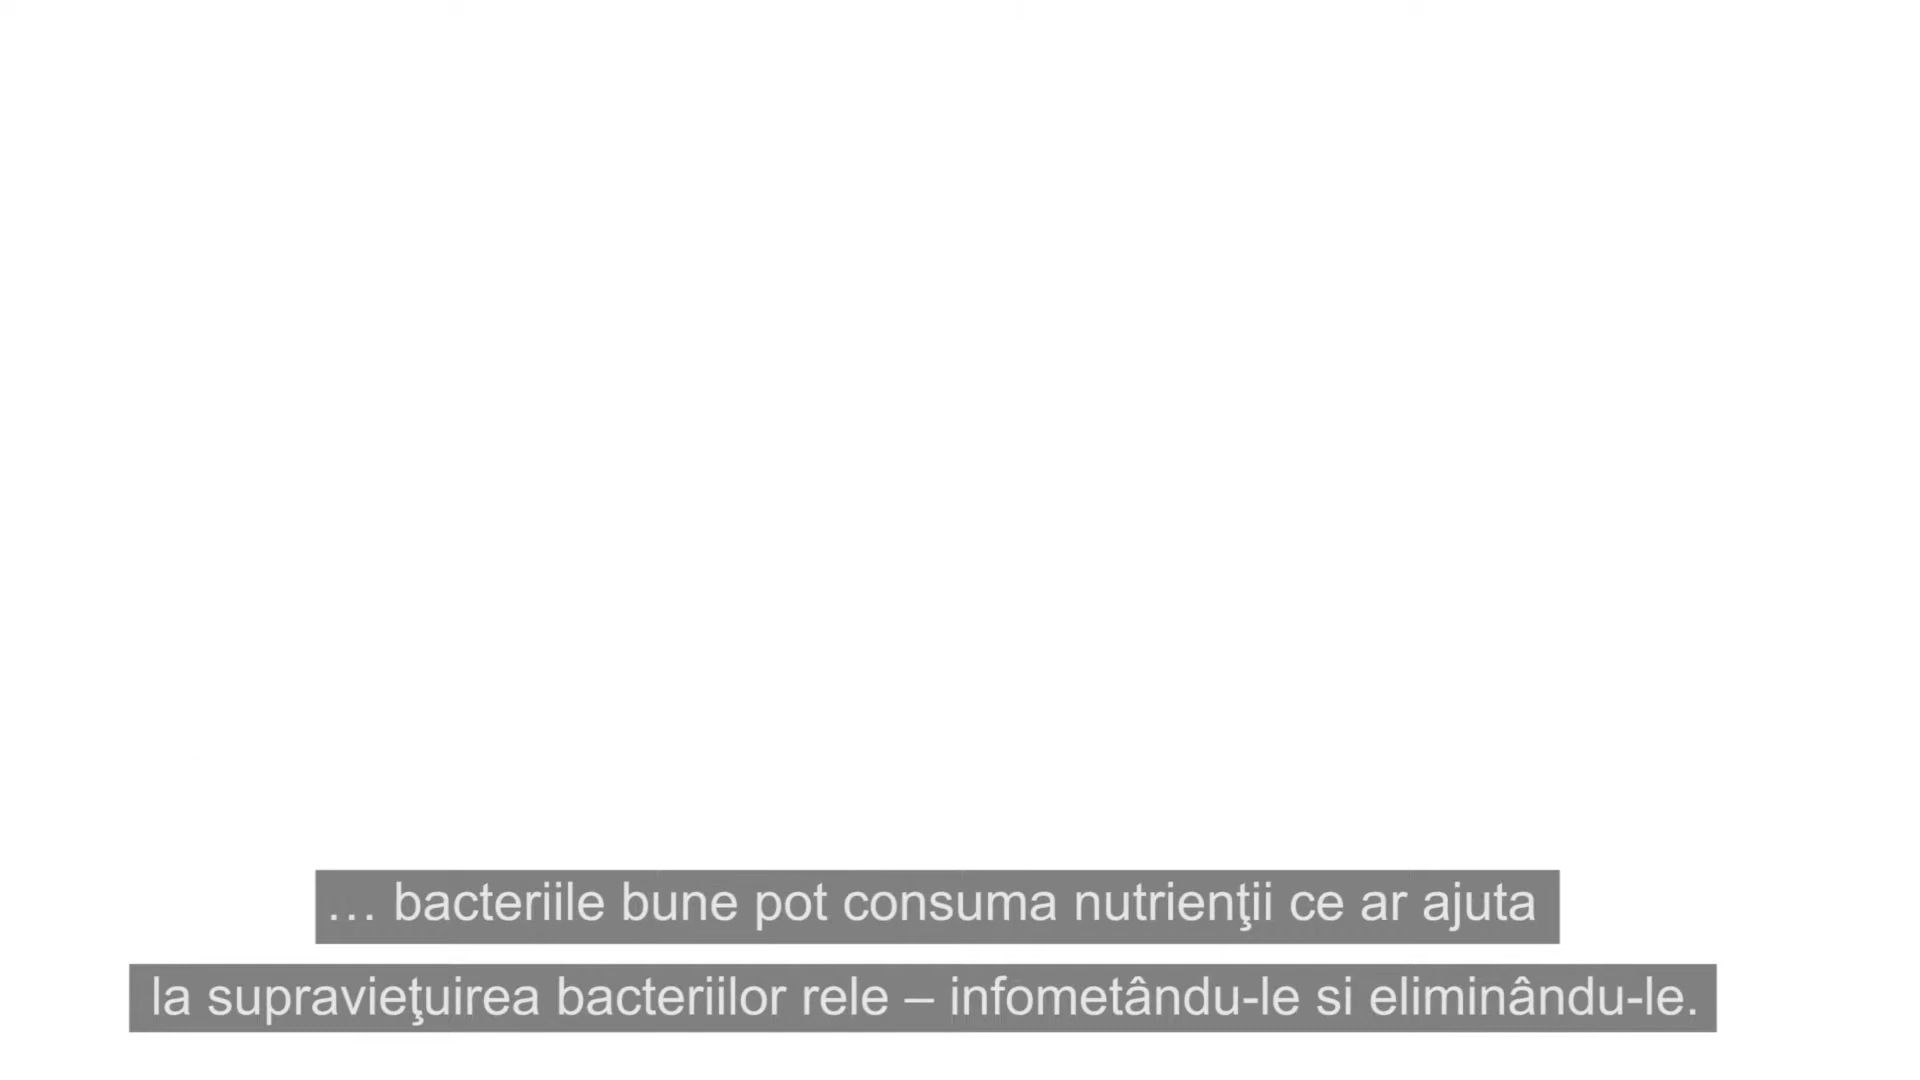 … bacteriile bune pot consuma nutrienţii ce ar ajuta
la supravieţuirea bacteriilor rele – infometându-le si eliminându-le.